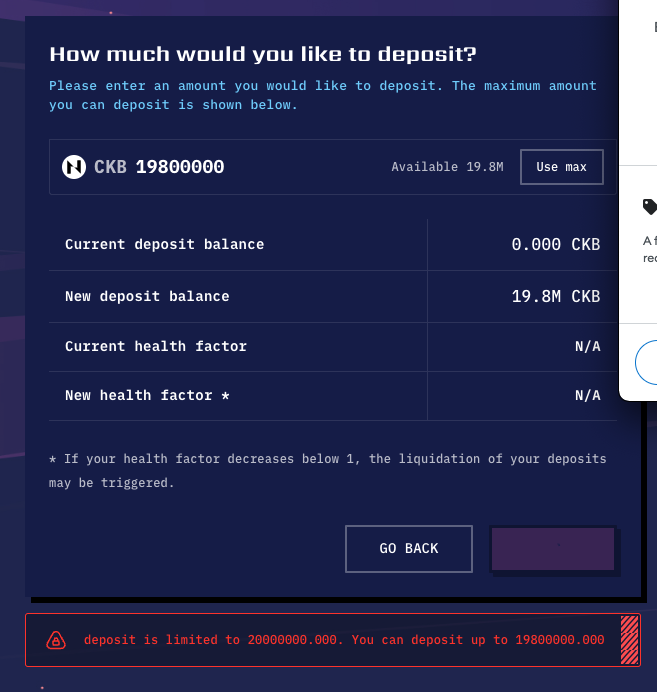 How much would you like to deposit?
Please enter an amount you would like to deposit. The maximum amount
you can deposit is shown below.
CKB 19800000 Available 19.8M Use max
Current deposit balance 0.000 CKB
New deposit balance 19.8M CKB
Current health factor N/A
New health factor * N/A
* If your health factor decreases below 1, the liquidation of your deposits
may be triggered.
GO BACK
deposit is limited to 20000000.000. You can deposit up to 19800000.000